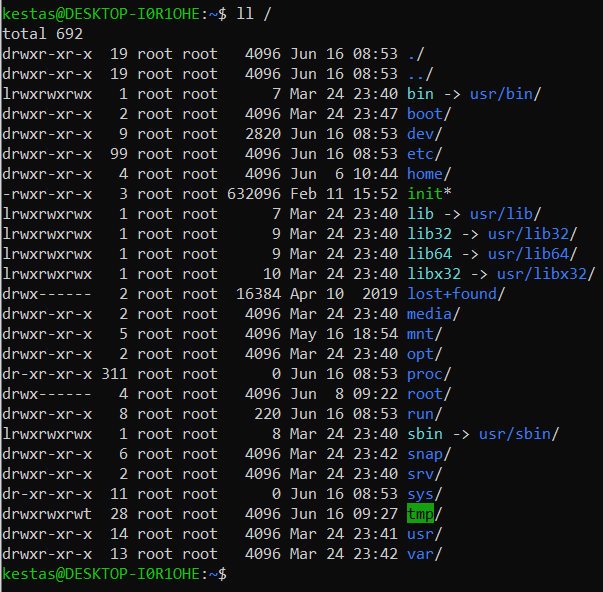 kestas@DESKTOP-I0R1OHE:~$ ll /
total 692
drwxr-xr-x  19 root root   4096 Jun 16 08:53 ./
drwxr-xr-x  19 root root   4096 Jun 16 08:53 ../
lrwxrwxrwx   1 root root      7 Mar 24 23:40 bin -> usr/bin/
drwxr-xr-x   2 root root   4096 Mar 24 23:47 boot/
drwxr-xr-x   9 root root   2820 Jun 16 08:53 dev/
drwxr-xr-x  99 root root   4096 Jun 16 08:53 etc/
drwxr-xr-x   4 root root   4096 Jun  6 10:44 home/
-rwxr-xr-x   3 root root 632096 Feb 11 15:52 init*
lrwxrwxrwx   1 root root      7 Mar 24 23:40 lib -> usr/lib/
lrwxrwxrwx   1 root root      9 Mar 24 23:40 lib32 -> usr/lib32/
lrwxrwxrwx   1 root root      9 Mar 24 23:40 lib64 -> usr/lib64/
lrwxrwxrwx   1 root root     10 Mar 24 23:40 libx32 -> usr/libx32/
drwx------   2 root root  16384 Apr 10  2019 lost+found/
drwxr-xr-x   2 root root   4096 Mar 24 23:40 media/
drwxr-xr-x   5 root root   4096 May 16 18:54 mnt/
drwxr-xr-x   2 root root   4096 Mar 24 23:40 opt/
dr-xr-xr-x 311 root root      0 Jun 16 08:53 proc/
drwx------   4 root root   4096 Jun  8 09:22 root/
drwxr-xr-x   8 root root    220 Jun 16 08:53 run/
lrwxrwxrwx   1 root root      8 Mar 24 23:40 sbin -> usr/sbin/
drwxr-xr-x   6 root root   4096 Mar 24 23:42 snap/
drwxr-xr-x   2 root root   4096 Mar 24 23:40 srv/
dr-xr-xr-x  11 root root      0 Jun 16 08:53 sys/
drwxrwxrwt  28 root root   4096 Jun 16 09:27 tmp/
drwxr-xr-x  14 root root   4096 Mar 24 23:41 usr/
drwxr-xr-x  13 root root   4096 Mar 24 23:42 var/
kestas@DESKTOP-I0R1OHE:~$